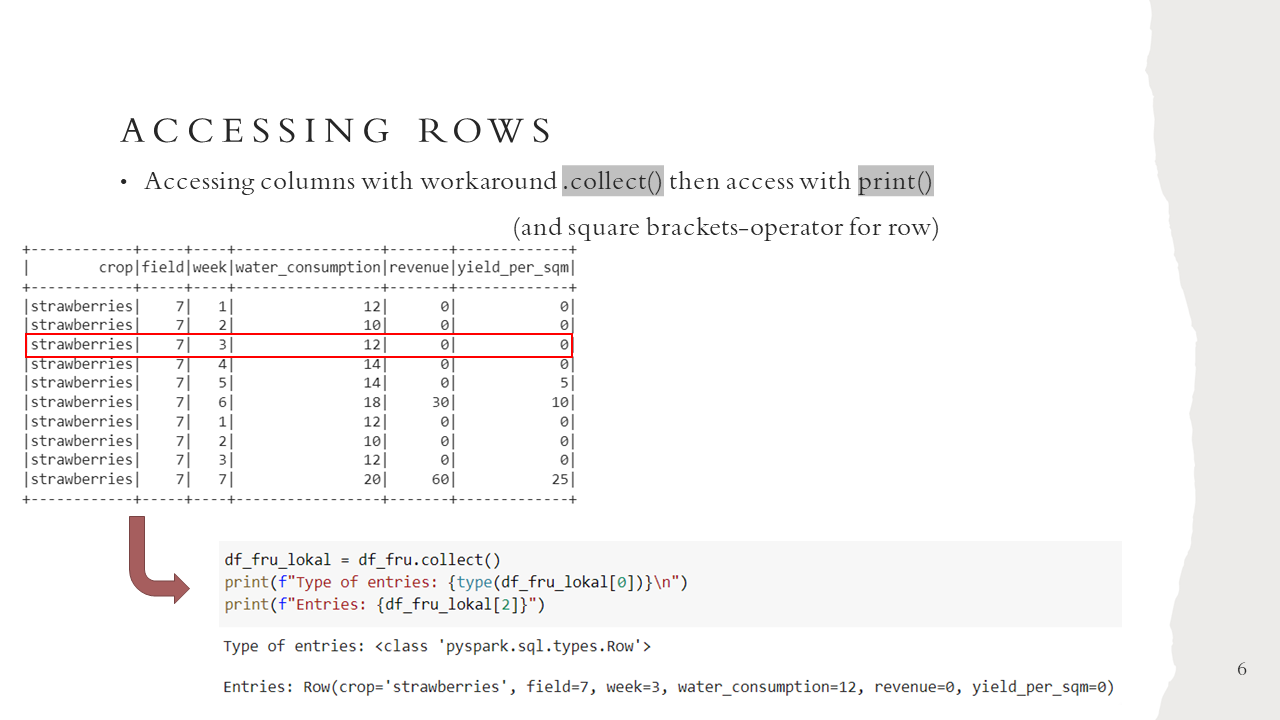 ACCESSING ROWS
• Accessing columns with workaround .collect() then access with print()
(and square brackets-operator for row)
+------------+-----+----+-----------------+-------+-------------+
|        crop|field|week|water_consumption|revenue|yield_per_sqm|
+------------+-----+----+-----------------+-------+-------------+
|strawberries|    7|   1|               12|      0|            0|
|strawberries|    7|   2|               10|      0|            0|
|strawberries|    7|   3|               12|      0|            0|
|strawberries|    7|   4|               14|      0|            0|
|strawberries|    7|   5|               14|      0|            5|
|strawberries|    7|   6|               18|     30|           10|
|strawberries|    7|   1|               12|      0|            0|
|strawberries|    7|   2|               10|      0|            0|
|strawberries|    7|   3|               12|      0|            0|
|strawberries|    7|   7|               20|     60|           25|
+------------+-----+----+-----------------+-------+-------------+
df_fru_lokal = df_fru.collect()
print(f"Type of entries: {type(df_fru_lokal[0])}\n")
print(f"Entries: {df_fru_lokal[2]}")
Type of entries: <class 'pyspark.sql.types.Row'>
Entries: Row(crop='strawberries', field=7, week=3, water_consumption=12, revenue=0, yield_per_sqm=0)
6